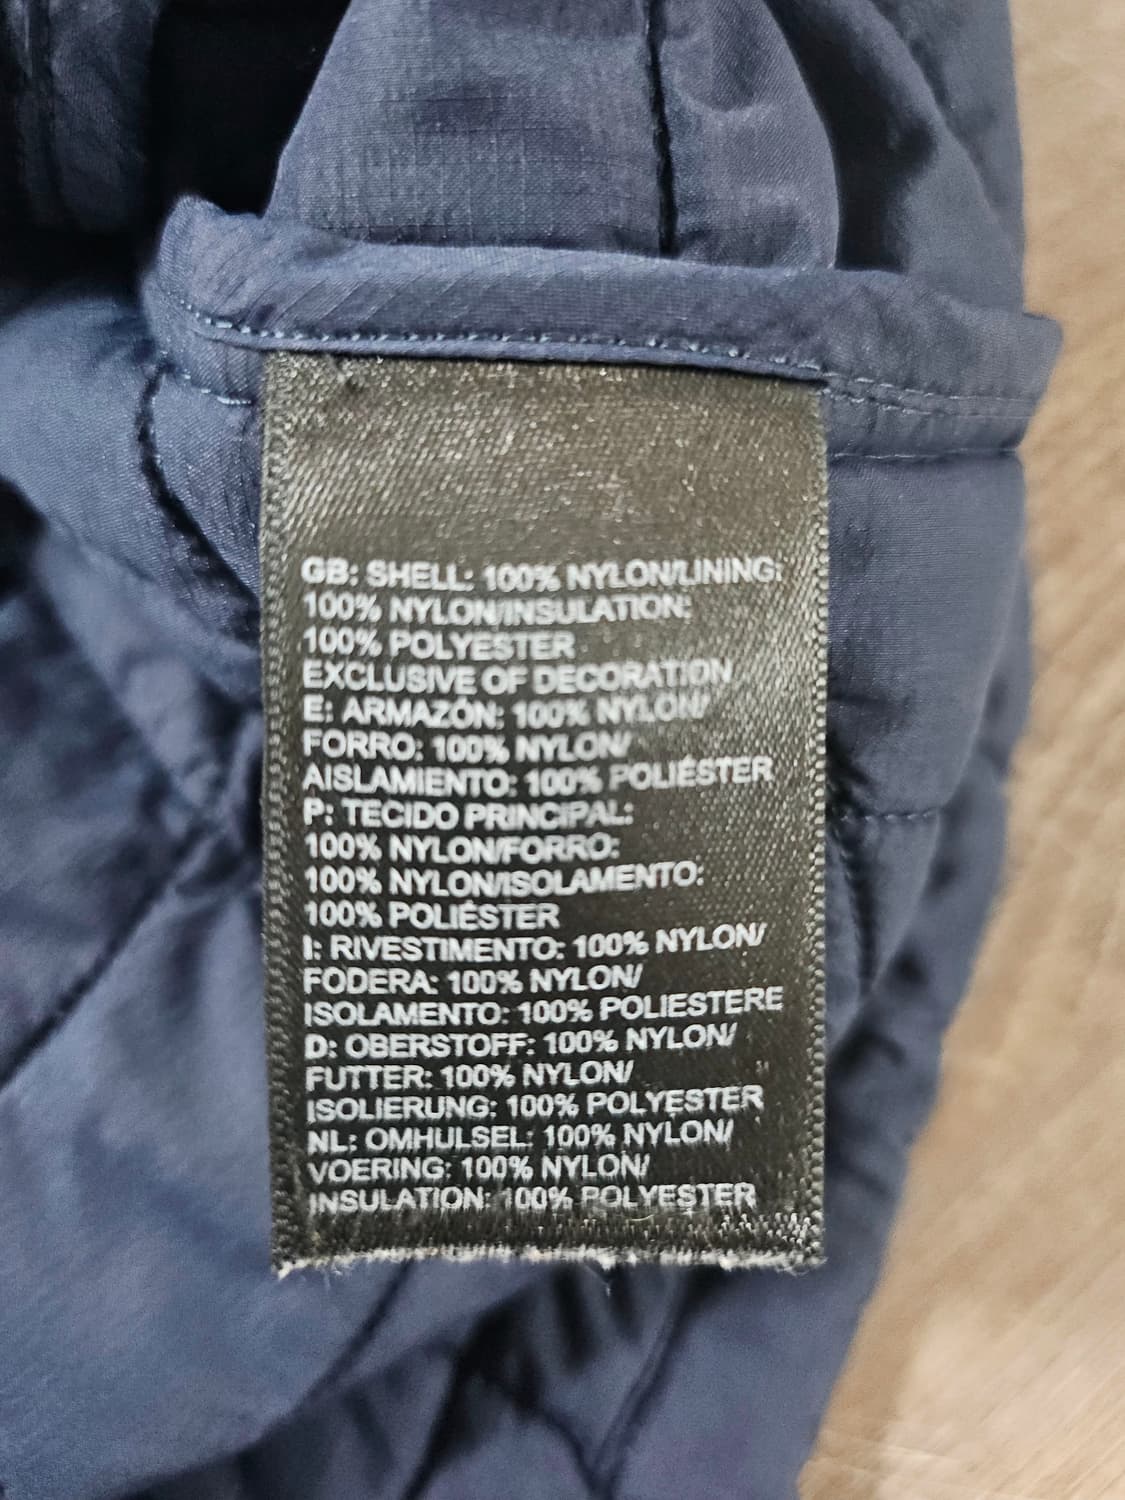 GB: SHELL: 100% NYLON/LINING:
100% NYLON/INSULATION:
100% POLYESTER
EXCLUSIVE OF DECORATION
E: ARMAZÓN: 100% NYLON/
FORRO: 100% NYLON/
AISLAMIENTO: 100% POLIÉSTER
P: TECIDO PRINCIPAL:
100% NYLON/FORRO:
100% NYLON/ISOLAMENTO:
100% POLIÉSTER
I: RIVESTIMENTO: 100% NYLON/
FODERA: 100% NYLON/
ISOLAMENTO: 100% POLIESTERE
D: OBERSTOFF: 100% NYLON/
FUTTER: 100% NYLON/
ISOLIERUNG: 100% POLYESTER
NL: OMHULSEL: 100% NYLON/
VOERING: 100% NYLON/
INSULATION: 100% POLYESTER